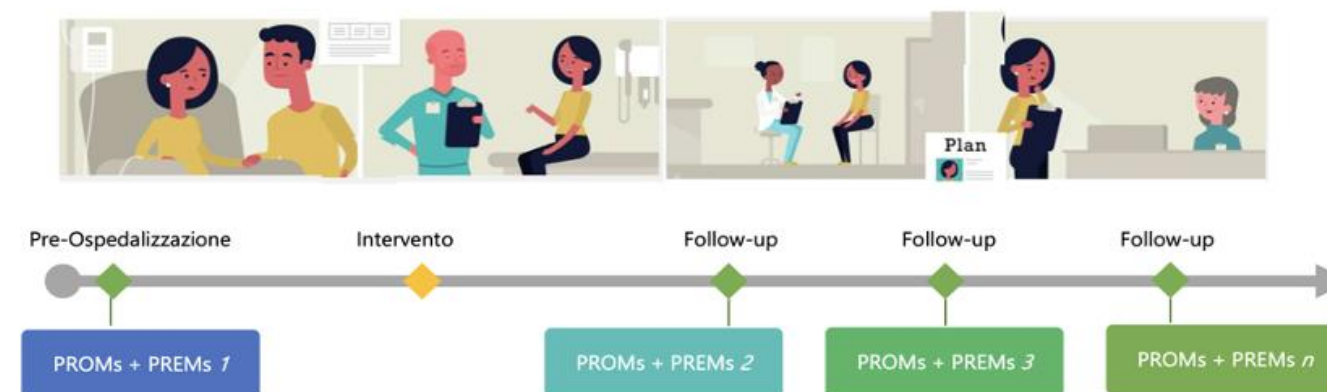 Plan
Pre-Ospedalizzazione
Intervento
Follow-up
Follow-up
Follow-up
PROMs + PREMs 1
PROMs + PREMs 2
PROMs + PREMs 3
PROMs + PREMs n